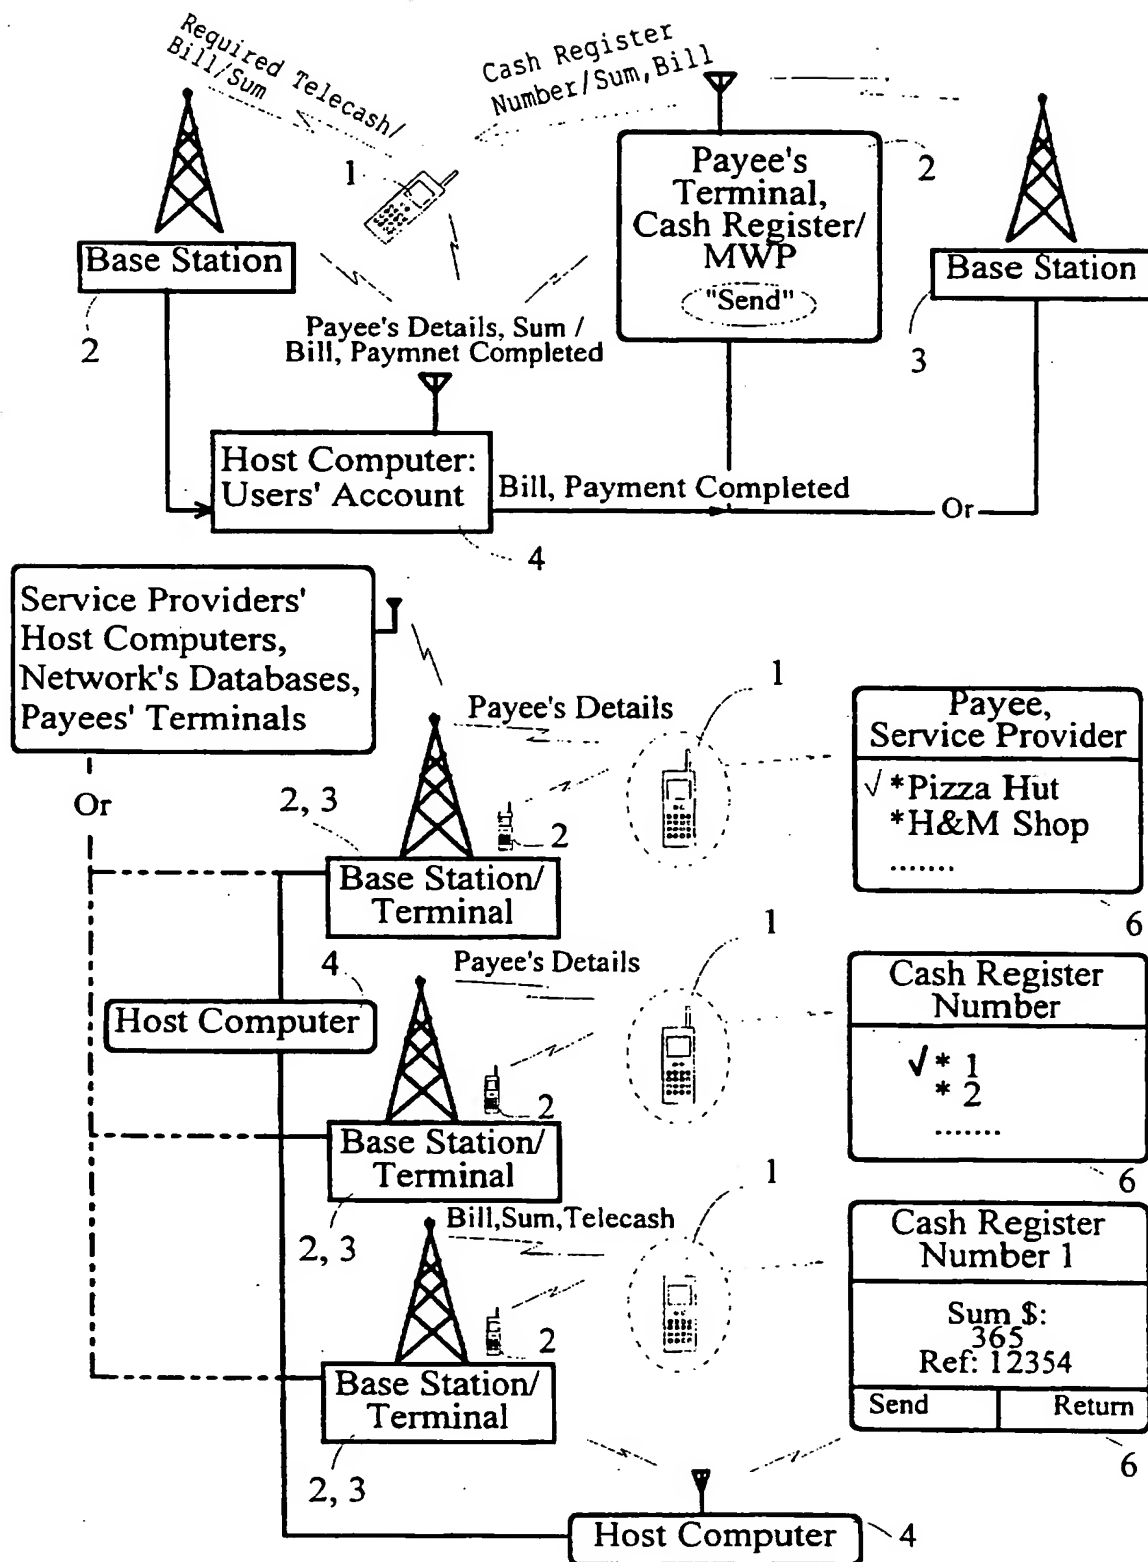 Required Telecash/
Bill/Sum
Cash Register
Number/Sum,Bill
1
Payee's
Terminal,
Cash Register/
MWP
"Send"
2
Base Station
2
Base Station
3
Payee's Details, Sum /
Bill, Paymnet Completed
Host Computer:
Users' Account
Bill, Payment Completed
Or
4
Service Providers'
Host Computers,
Network's Databases,
Payees' Terminals
Or
Payee's Details
1
2, 3
2
Base Station/
Terminal
Payee,
Service Provider
√ *Pizza Hut
*H&M Shop
.......
6
4
Host Computer
Payee's Details
1
2
Base Station/
Terminal
2, 3
Cash Register
Number
√ * 1
* 2
.......
6
Bill,Sum,Telecash
1
2
Base Station/
Terminal
2, 3
Cash Register
Number 1
Sum $:
365
Ref: 12354
Send
Return
6
Host Computer
4